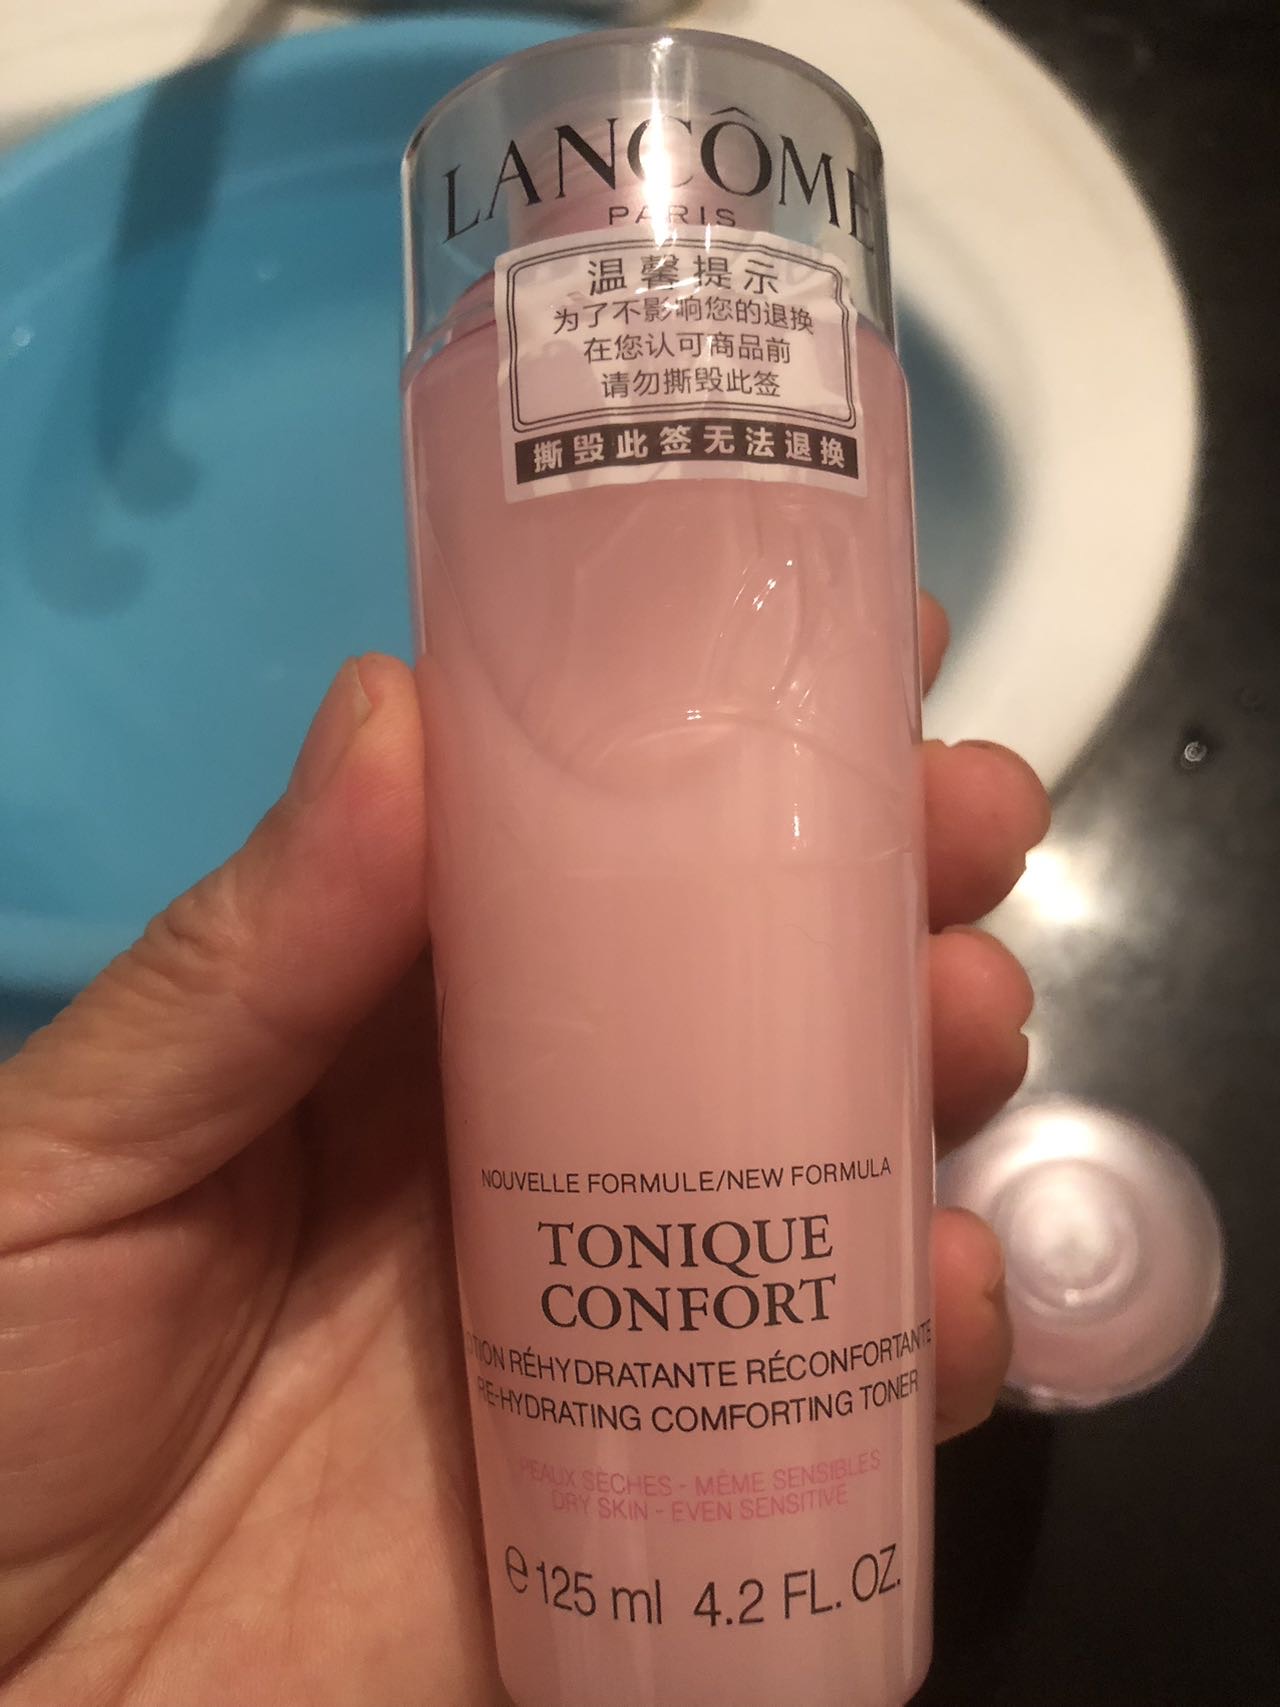 LANCÔME
PARIS
温馨提示
为了不影响您的退换
在您认可商品前
请勿撕毁此签
撕毁此签无法退换
NOUVELLE FORMULE/NEW FORMULA
TONIQUE
CONFORT
LOTION RÉHYDRATANTE RÉCONFORTANTE
RE-HYDRATING COMFORTING TONER
PEAUX SÈCHES - MÊME SENSIBLES
DRY SKIN - EVEN SENSITIVE
℮ 125 ml 4.2 FL. OZ.